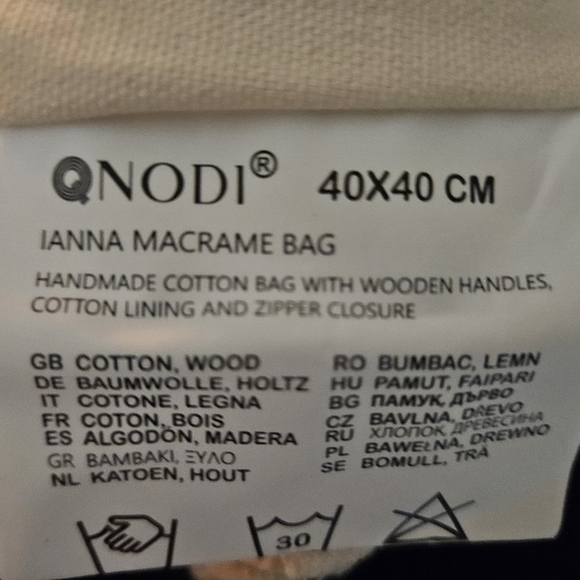 QNODI® 40X40 CM
IANNA MACRAME BAG
HANDMADE COTTON BAG WITH WOODEN HANDLES,
COTTON LINING AND ZIPPER CLOSURE
GB COTTON, WOOD
DE BAUMWOLLE, HOLTZ
IT COTONE, LEGNA
FR COTON, BOIS
ES ALGODÓN, MADERA
GR ΒΑΜΒΑΚΙ, ΞΥΛΟ
NL KATOEN, HOUT
RO BUMBAC, LEMN
HU PAMUT, FAIPARI
BG ПАМУК, ДЪРВО
CZ BAVLNA, DŘEVO
RU ХЛОПОК, ДРЕВЕСИНА
PL BAWEŁNA, DREWNO
SE BOMULL, TRÄ
30